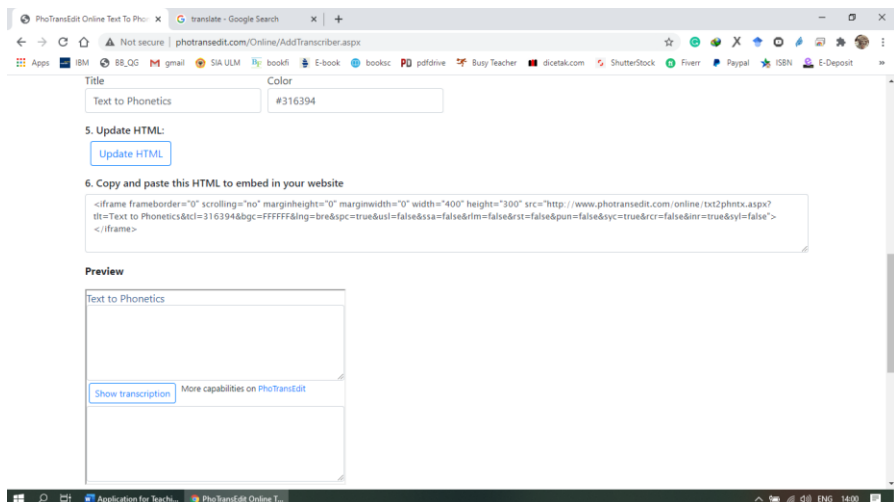 PhoTransEdit Online Text To Phon
translate - Google Search
Not secure | photransedit.com/Online/AddTranscriber.aspx
Apps IBM BB_QG gmail SIA ULM bookfi E-book booksc pdfdrive Busy Teacher dicetak.com ShutterStock Fiverr Paypal ISBN E-Deposit »
Title Color
Text to Phonetics #316394
5. Update HTML:
Update HTML
6. Copy and paste this HTML to embed in your website
<iframe frameborder="0" scrolling="no" marginheight="0" marginwidth="0" width="400" height="300" src="http://www.photransedit.com/online/txt2phntx.aspx?
tlt=Text to Phonetics&tcl=316394&bgc=FFFFFF&lng=bre&spc=true&usl=false&ssa=false&rlm=false&rst=false&pun=false&syc=true&rcr=false&inr=true&syl=false">
</iframe>
Preview
Text to Phonetics
Show transcription More capabilities on PhoTransEdit
Application for Teachi... PhoTransEdit Online T... ENG 14:00